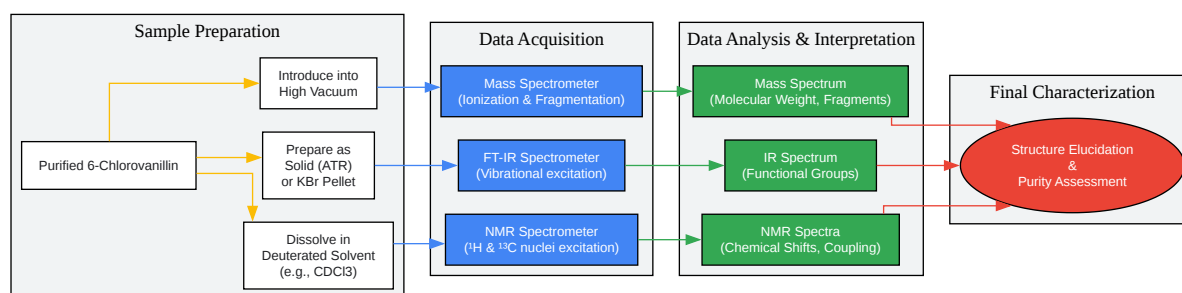 Sample Preparation
Purified 6-Chlorovanillin
Introduce into
High Vacuum
Prepare as
Solid (ATR)
or KBr Pellet
Dissolve in
Deuterated Solvent
(e.g., CDCl3)
Data Acquisition
Mass Spectrometer
(Ionization & Fragmentation)
FT-IR Spectrometer
(Vibrational excitation)
NMR Spectrometer
(¹H & ¹³C nuclei excitation)
Data Analysis & Interpretation
Mass Spectrum
(Molecular Weight, Fragments)
IR Spectrum
(Functional Groups)
NMR Spectra
(Chemical Shifts, Coupling)
Final Characterization
Structure Elucidation
&
Purity Assessment